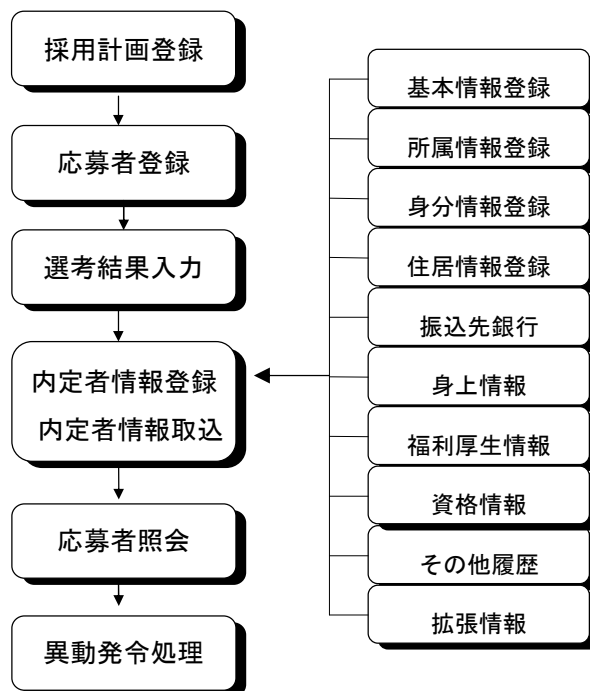 採用計画登録
応募者登録
選考結果入力
内定者情報登録
内定者情報取込
応募者照会
異動発令処理
基本情報登録
所属情報登録
身分情報登録
住居情報登録
振込先銀行
身上情報
福利厚生情報
資格情報
その他履歴
拡張情報